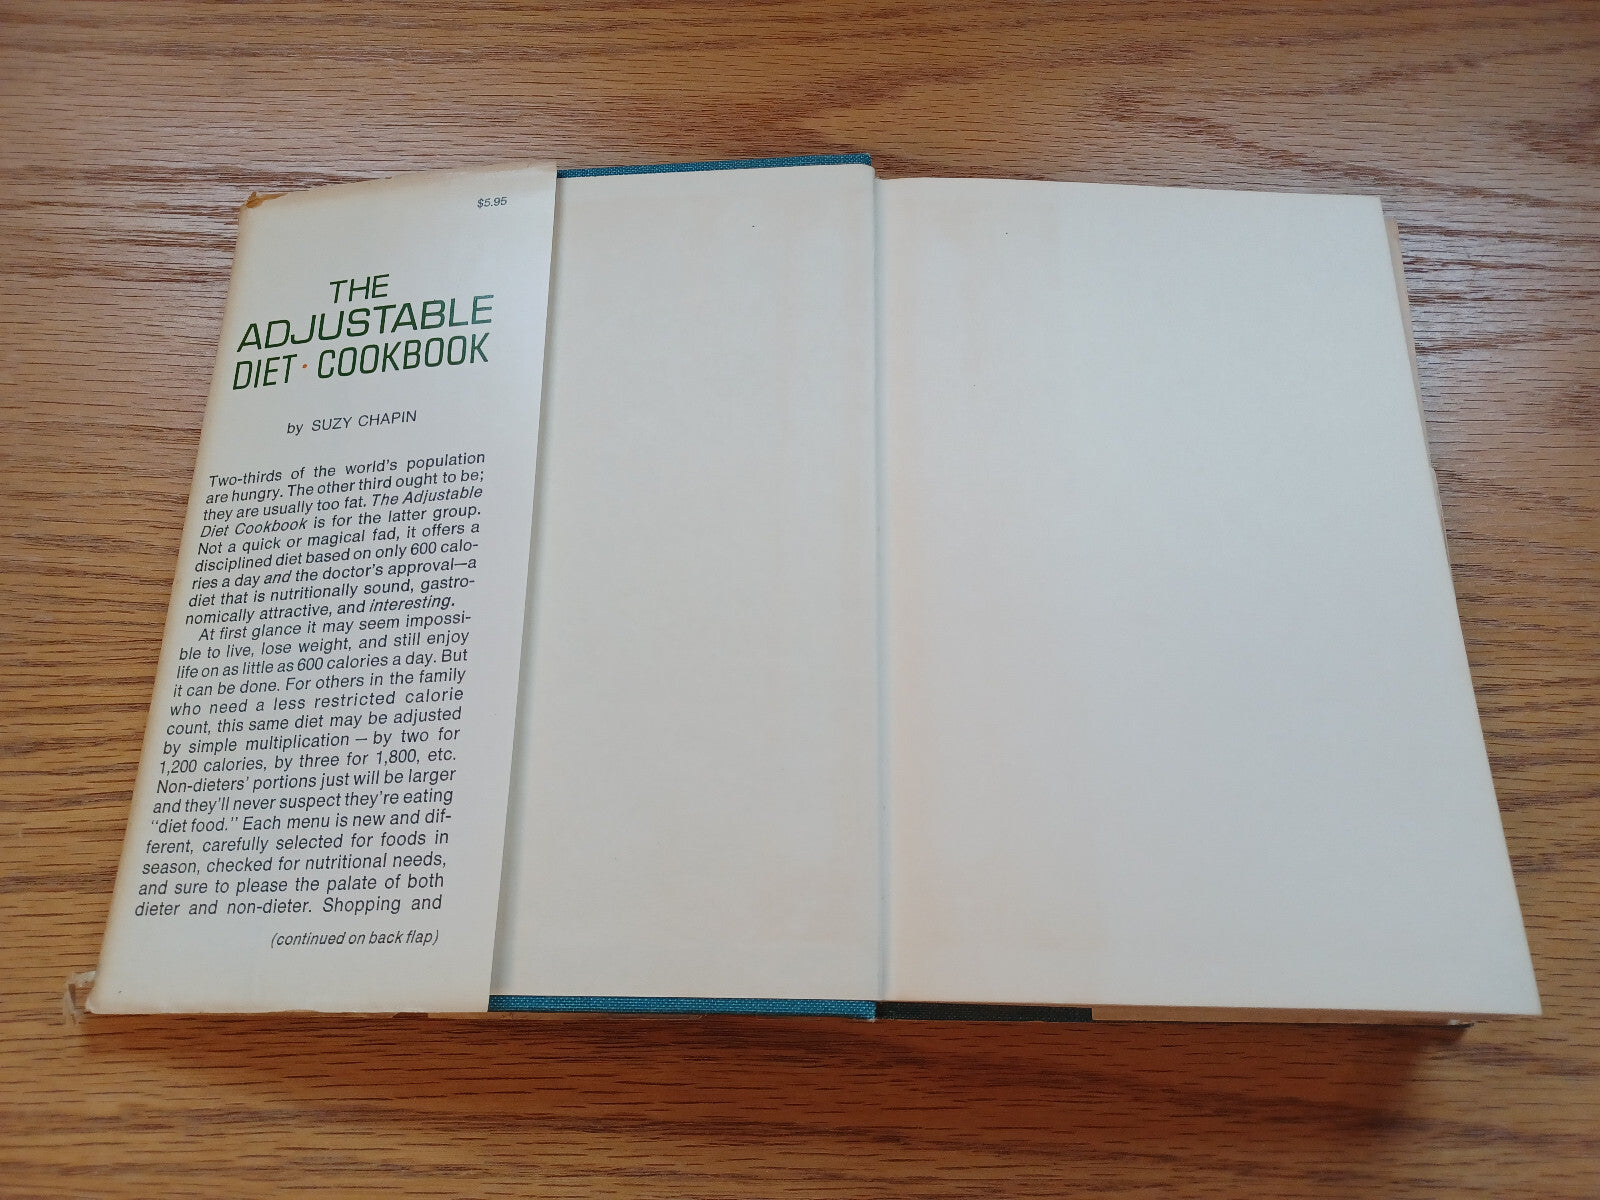 $5.95
THE
ADJUSTABLE
DIET · COOKBOOK
by SUZY CHAPIN
Two-thirds of the world's population
are hungry. The other third ought to be;
they are usually too fat. The Adjustable
Diet Cookbook is for the latter group.
Not a quick or magical fad, it offers a
disciplined diet based on only 600 calo-
ries a day and the doctor's approval—a
diet that is nutritionally sound, gastro-
nomically attractive, and interesting.
At first glance it may seem impossi-
ble to live, lose weight, and still enjoy
life on as little as 600 calories a day. But
it can be done. For others in the family
who need a less restricted calorie
count, this same diet may be adjusted
by simple multiplication — by two for
1,200 calories, by three for 1,800, etc.
Non-dieters' portions just will be larger
and they'll never suspect they're eating
"diet food." Each menu is new and dif-
ferent, carefully selected for foods in
season, checked for nutritional needs,
and sure to please the palate of both
dieter and non-dieter. Shopping and
(continued on back flap)